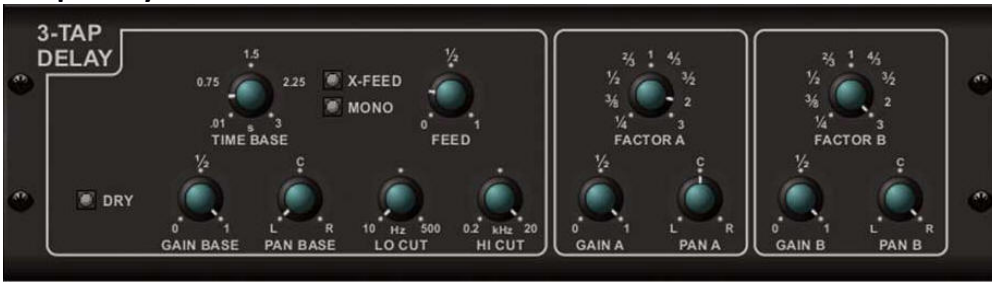 3-TAP
DELAY
.01 0.75 1.5 2.25 3
s
TIME BASE
X-FEED
MONO
0 ½ 1
FEED
DRY
0 ½ 1
GAIN BASE
L C R
PAN BASE
10 Hz 500
LO CUT
0.2 kHz 20
HI CUT
¼ ⅜ ½ ⅔ 1 4/3 3/2 2 3
FACTOR A
0 ½ 1
GAIN A
L C R
PAN A
¼ ⅜ ½ ⅔ 1 4/3 3/2 2 3
FACTOR B
0 ½ 1
GAIN B
L C R
PAN B